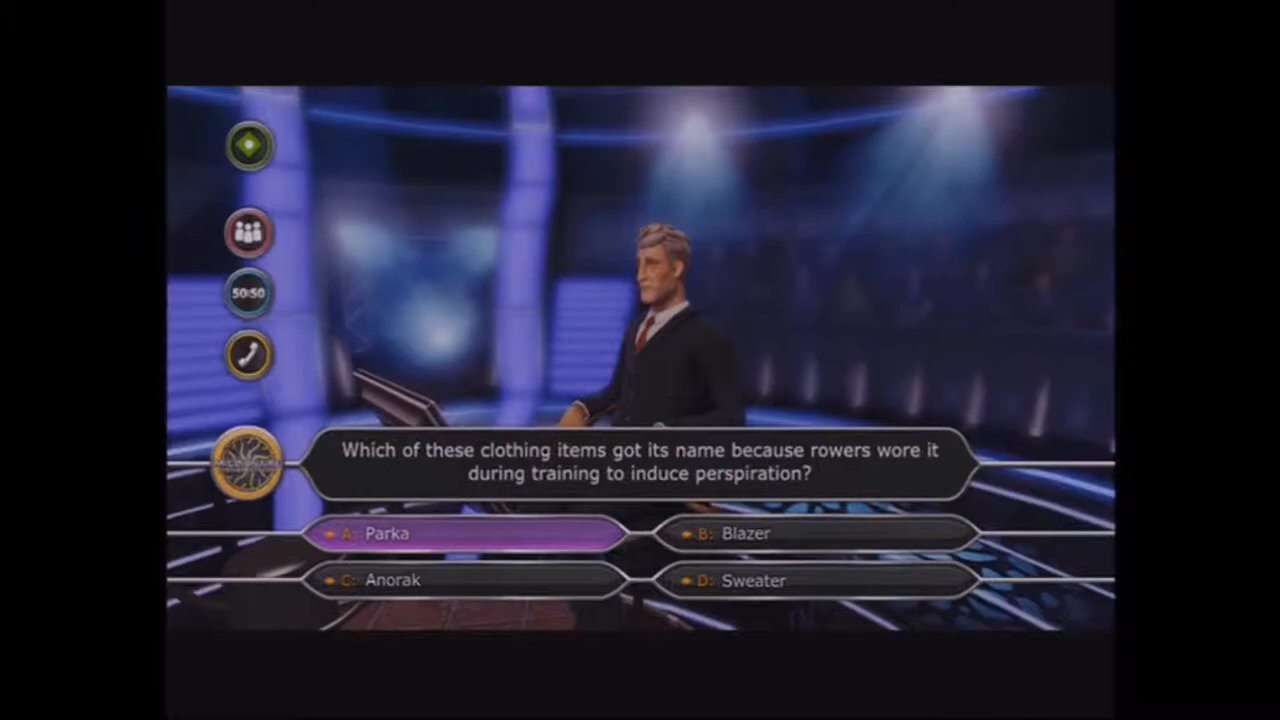 50:50
Which of these clothing items got its name because rowers wore it
during training to induce perspiration?
A: Parka
B: Blazer
C: Anorak
D: Sweater